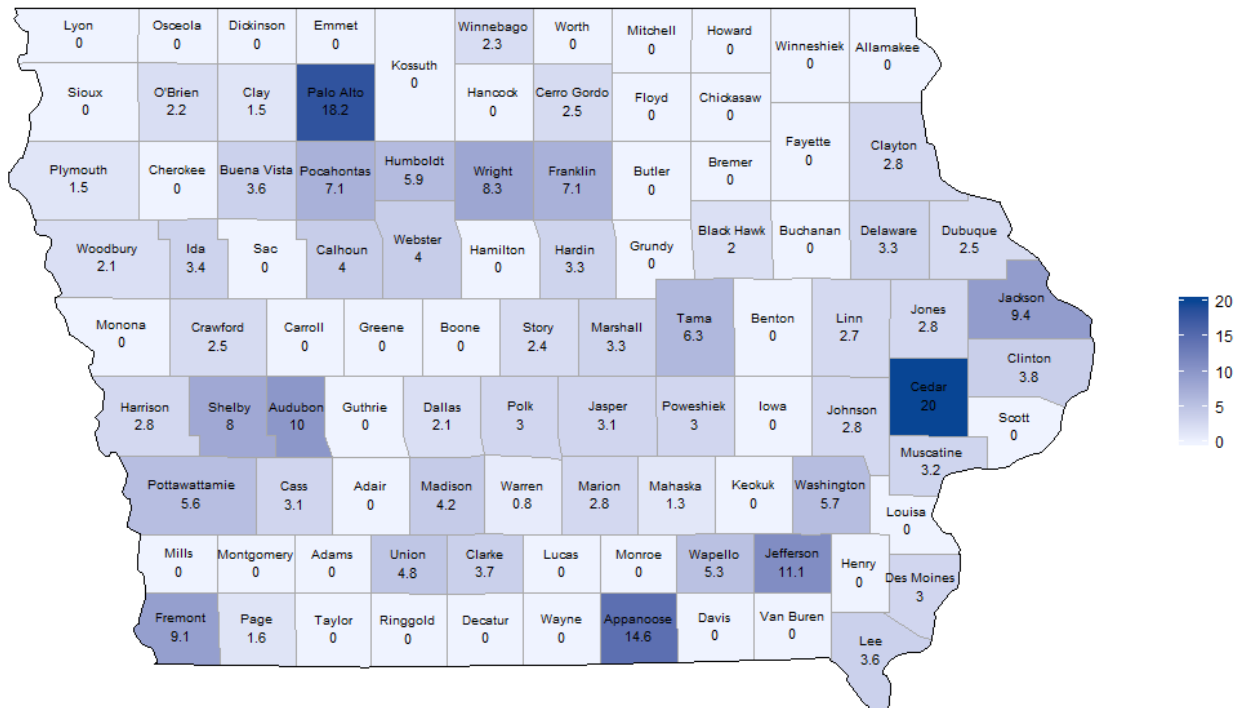 Lyon
0
Osceola
0
Dickinson
0
Emmet
0
Kossuth
0
Winnebago
2.3
Worth
0
Mitchell
0
Howard
0
Winneshiek
0
Allamakee
0
Sioux
0
O'Brien
2.2
Clay
1.5
Palo Alto
18.2
Hancock
0
Cerro Gordo
2.5
Floyd
0
Chickasaw
0
Fayette
0
Clayton
2.8
Plymouth
1.5
Cherokee
0
Buena Vista
3.6
Pocahontas
7.1
Humboldt
5.9
Wright
8.3
Franklin
7.1
Butler
0
Bremer
0
Woodbury
2.1
Ida
3.4
Sac
0
Calhoun
4
Webster
4
Hamilton
0
Hardin
3.3
Grundy
0
Black Hawk
2
Buchanan
0
Delaware
3.3
Dubuque
2.5
Monona
0
Crawford
2.5
Carroll
0
Greene
0
Boone
0
Story
2.4
Marshall
3.3
Tama
6.3
Benton
0
Linn
2.7
Jones
2.8
Jackson
9.4
Clinton
3.8
Harrison
2.8
Shelby
8
Audubon
10
Guthrie
0
Dallas
2.1
Polk
3
Jasper
3.1
Poweshiek
3
Iowa
0
Johnson
2.8
Cedar
20
Scott
0
Muscatine
3.2
Pottawattamie
5.6
Cass
3.1
Adair
0
Madison
4.2
Warren
0.8
Marion
2.8
Mahaska
1.3
Keokuk
0
Washington
5.7
Louisa
0
Mills
0
Montgomery
0
Adams
0
Union
4.8
Clarke
3.7
Lucas
0
Monroe
0
Wapello
5.3
Jefferson
11.1
Henry
0
Des Moines
3
Fremont
9.1
Page
1.6
Taylor
0
Ringgold
0
Decatur
0
Wayne
0
Appanoose
14.6
Davis
0
Van Buren
0
Lee
3.6
20
15
10
5
0